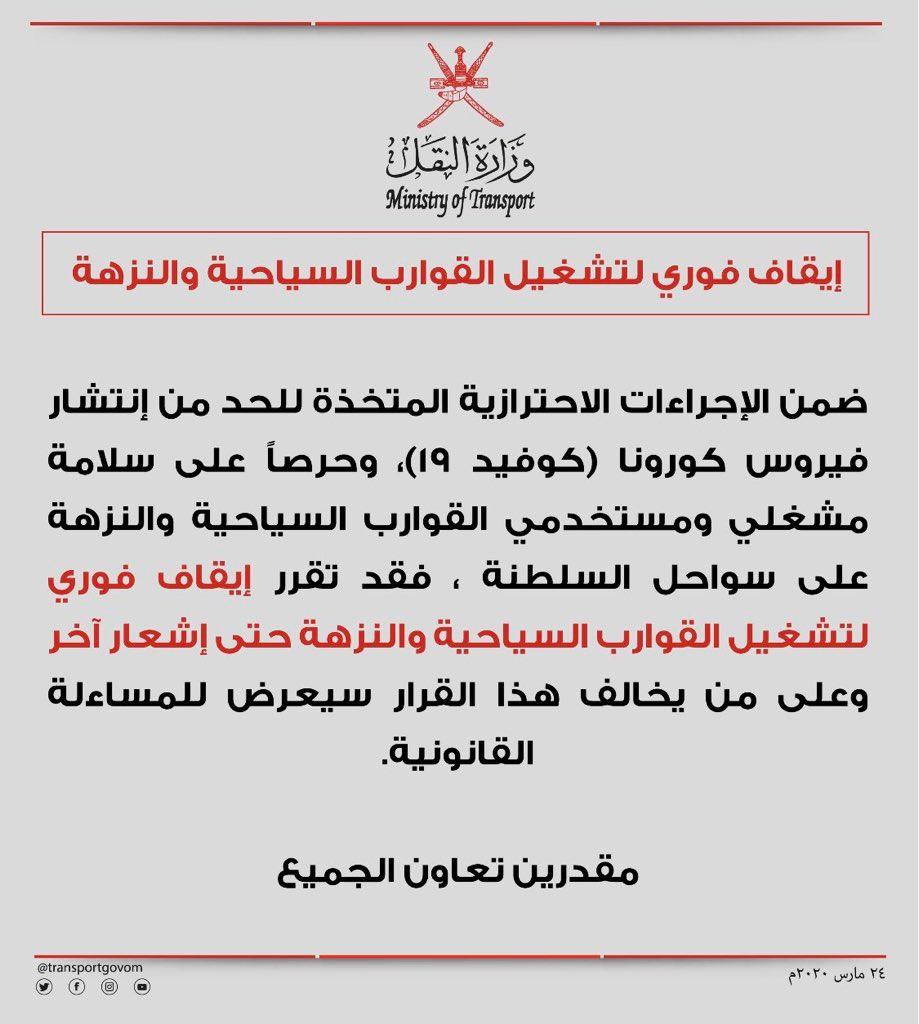 وزارة النقل
Ministry of Transport
إيقاف فوري لتشغيل القوارب السياحية والنزهة
ضمن الإجراءات الاحترازية المتخذة للحد من إنتشار
فيروس كورونا (كوفيد ١٩)، وحرصاً على سلامة
مشغلي ومستخدمي القوارب السياحية والنزهة
على سواحل السلطنة ، فقد تقرر إيقاف فوري
لتشغيل القوارب السياحية والنزهة حتى إشعار آخر
وعلى من يخالف هذا القرار سيعرض للمساءلة
القانونية.
مقدرين تعاون الجميع
@transportgovom
٢٤ مارس ٢٠٢٠م